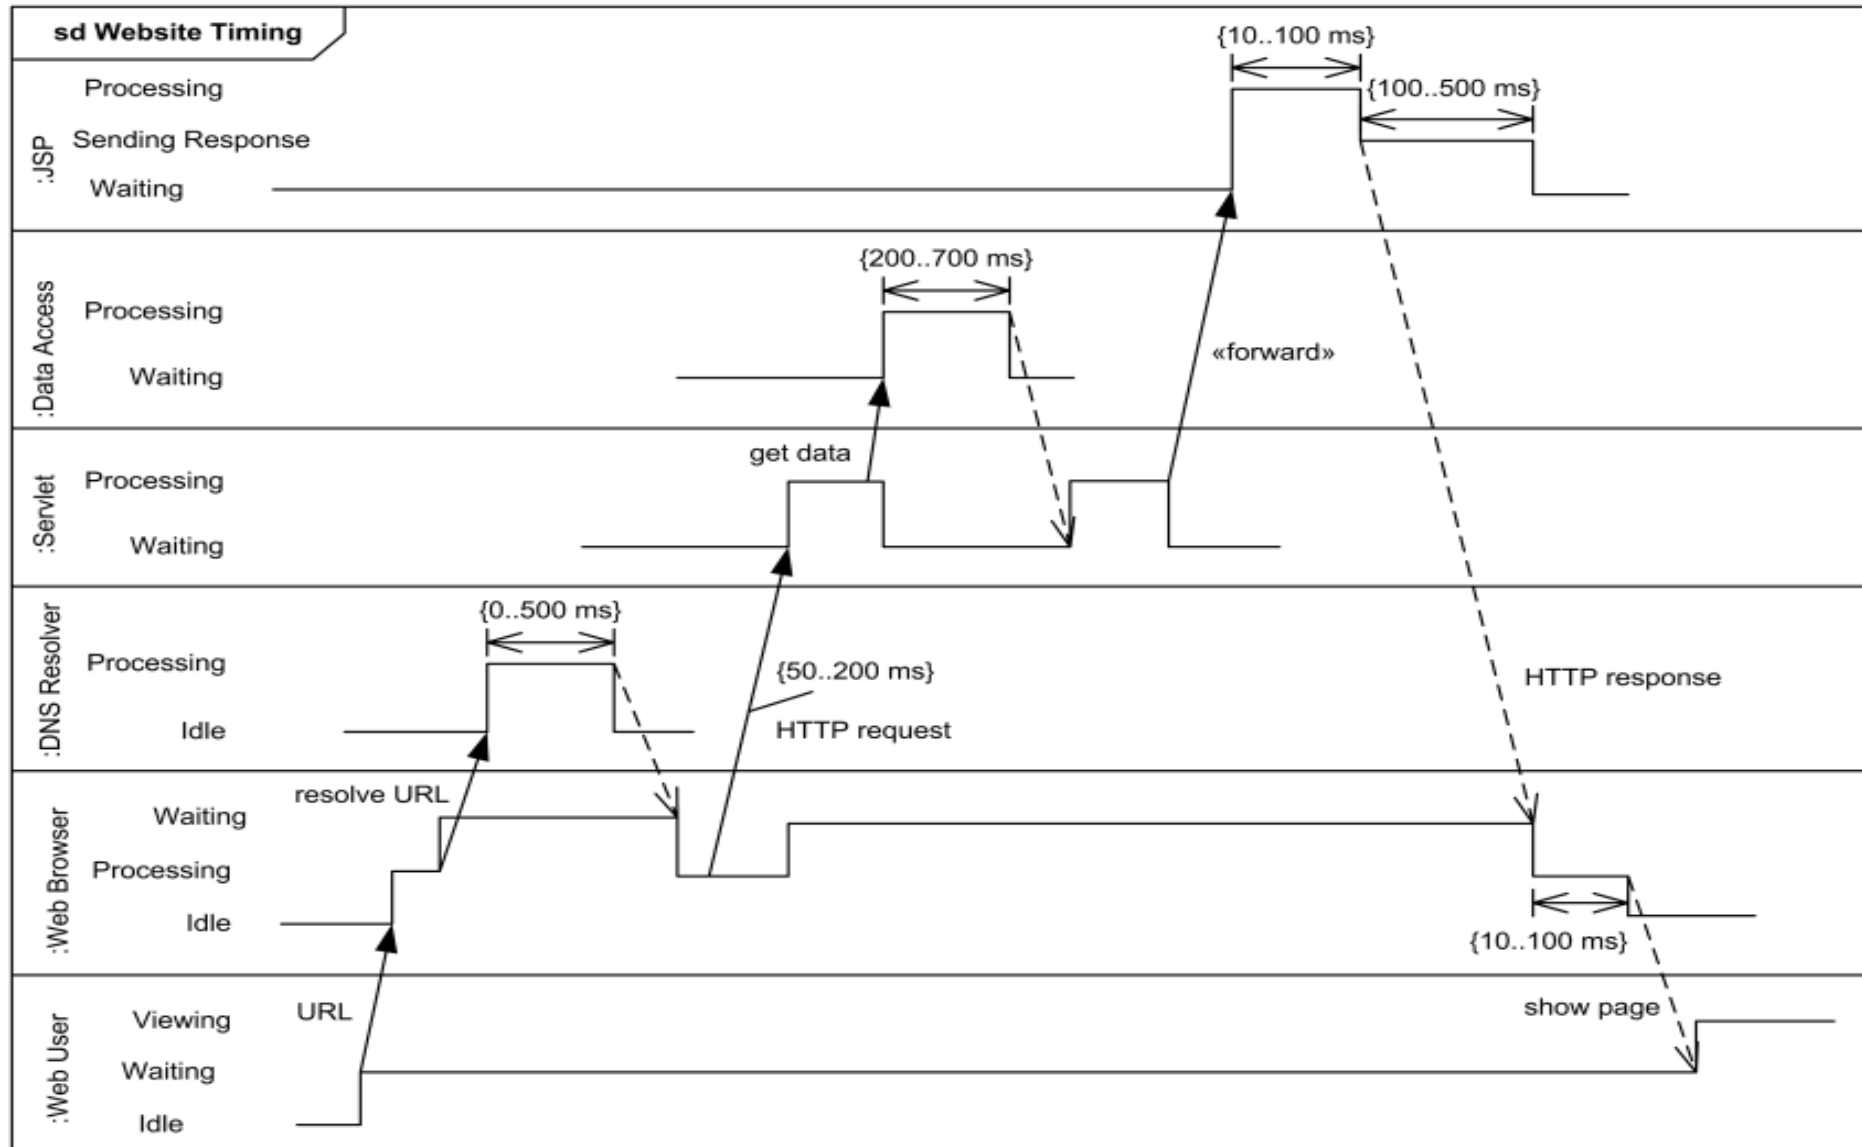 sd Website Timing
{10..100 ms}
{100..500 ms}
:JSP
Processing
Sending Response
Waiting
{200..700 ms}
:Data Access
Processing
Waiting
«forward»
get data
:Servlet
Processing
Waiting
{0..500 ms}
:DNS Resolver
Processing
Idle
{50..200 ms}
HTTP request
HTTP response
resolve URL
:Web Browser
Waiting
Processing
Idle
{10..100 ms}
:Web User
Viewing
Waiting
Idle
URL
show page